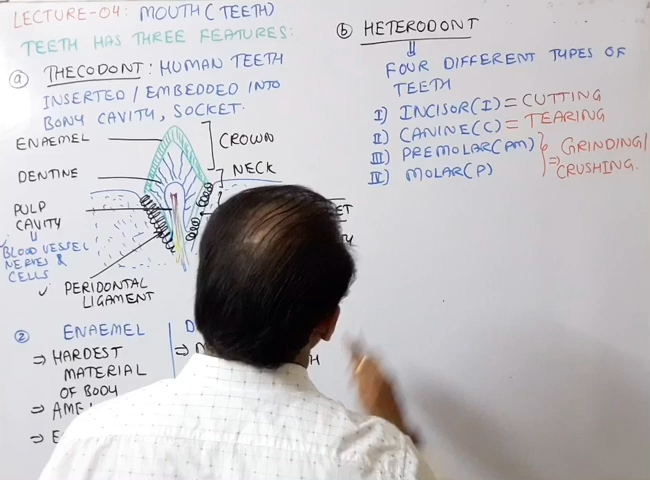 LECTURE-04: MOUTH (TEETH)
TEETH HAS THREE FEATURES:
ⓐ THECODONT: HUMAN TEETH
INSERTED / EMBEDDED INTO
BONY CAVITY, SOCKET.
ENAEMEL
CROWN
DENTINE
NECK
PULP
CAVITY
BLOOD VESSEL
NERVES &
CELLS
PERIDONTAL
LIGAMENT
② ENAEMEL
⇒ HARDEST
MATERIAL
OF BODY
ⓑ HETERODONT
FOUR DIFFERENT TYPES OF
TEETH
I) INCISOR(I) = CUTTING
II) CANINE(C) = TEARING
III) PREMOLAR(PM)
IV) MOLAR(P)
⇒ GRINDING/
CRUSHING.